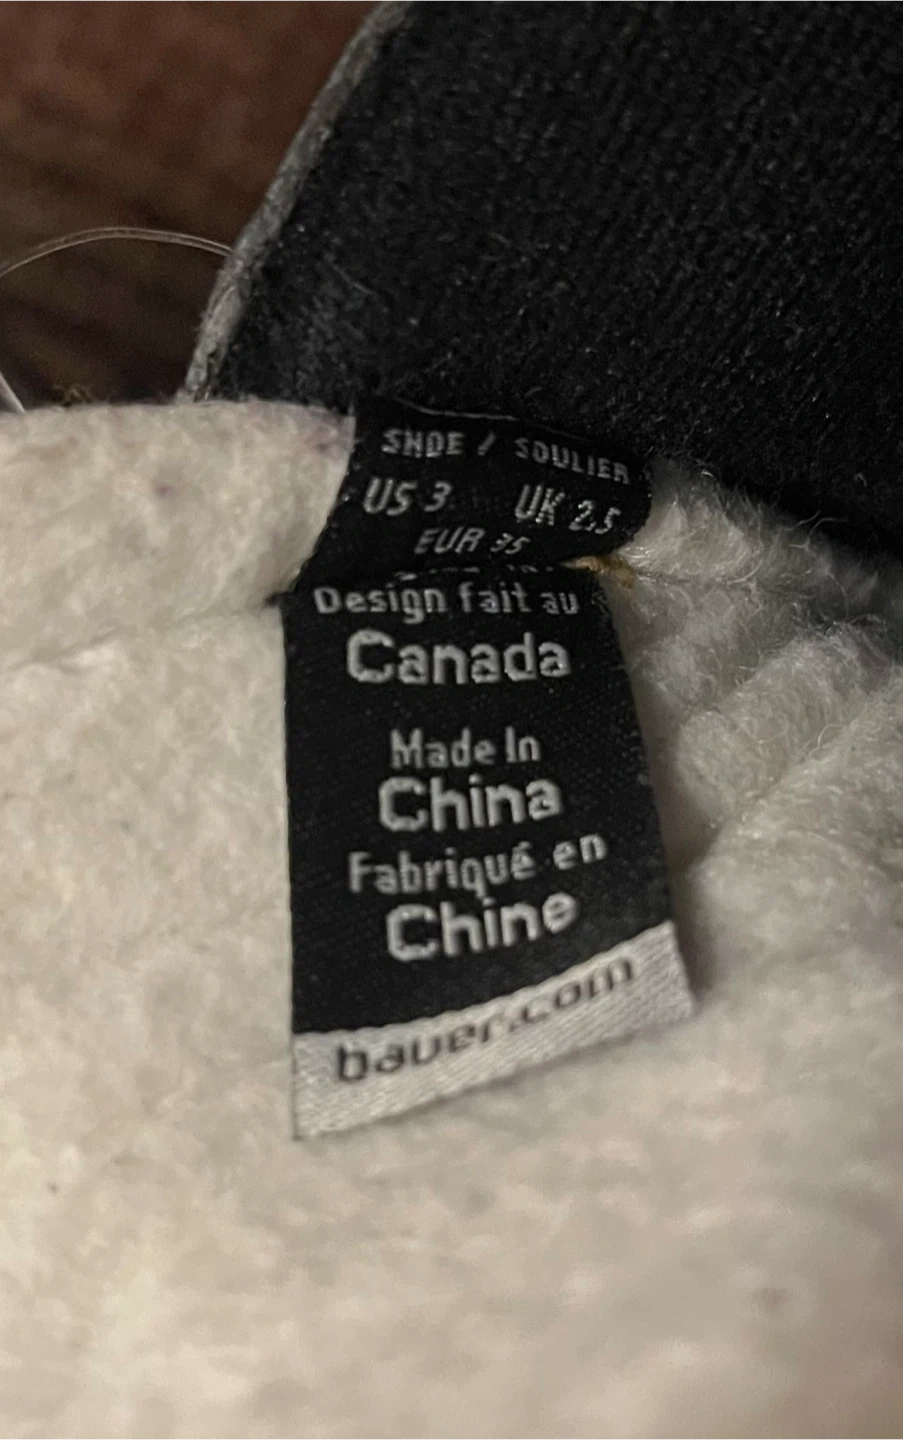 SHOE / SOULIER
US 3 UK 2.5
EUR 35
Design fait au
Canada
Made In
China
Fabriqué en
Chine
bauer.com